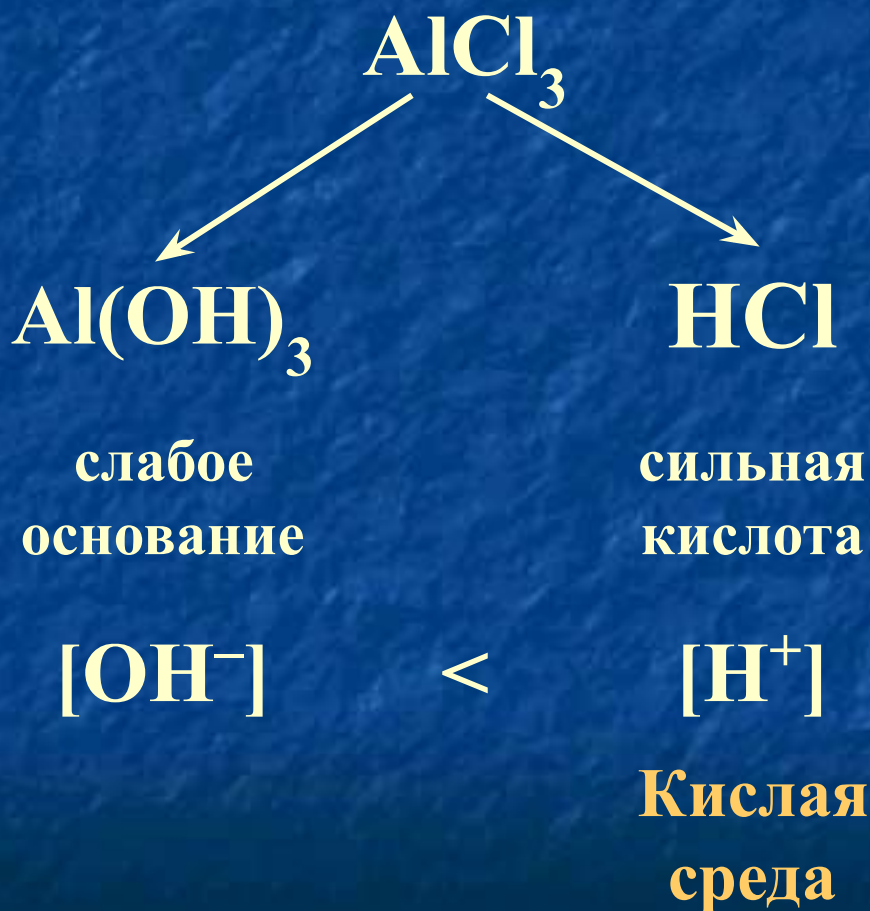 AlCl₃
Al(OH)₃ HCl
слабое сильная
основание кислота
[OH⁻] < [H⁺]
Кислая
среда